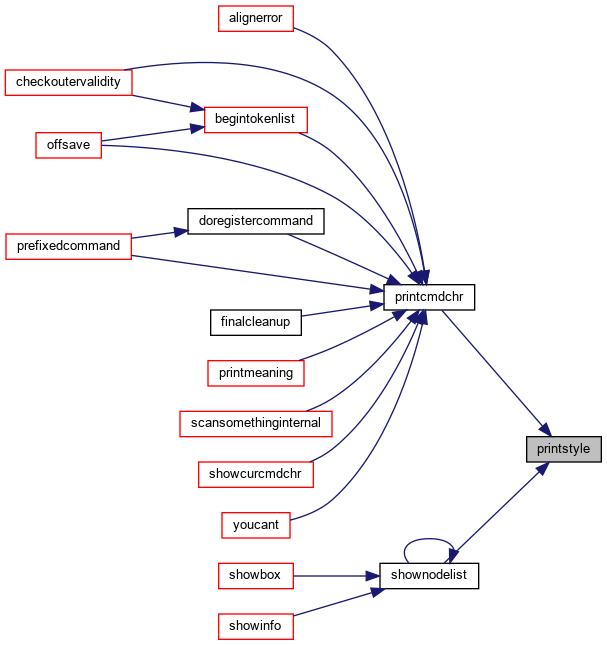 alignerror
checkoutervalidity
begintokenlist
offsave
doregistercommand
prefixedcommand
printcmdchr
finalcleanup
printmeaning
scansomethinginternal
printstyle
showcurcmdchr
youcant
showbox
shownodelist
showinfo